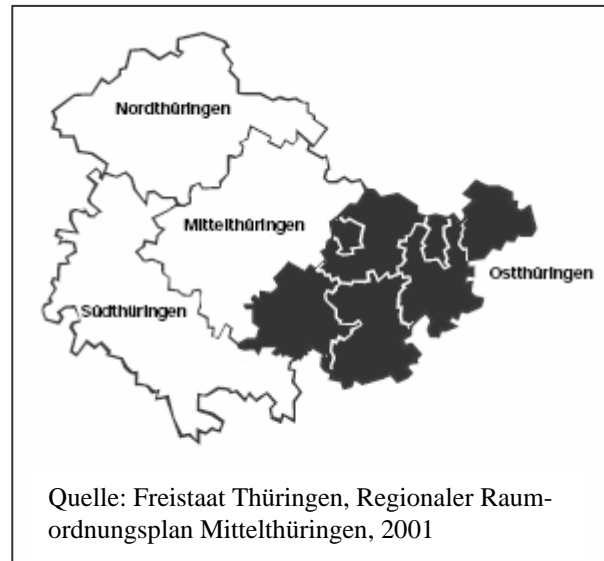 Nordthüringen
Mittelthüringen
Ostthüringen
Südthüringen
Quelle: Freistaat Thüringen, Regionaler Raum-
ordnungsplan Mittelthüringen, 2001